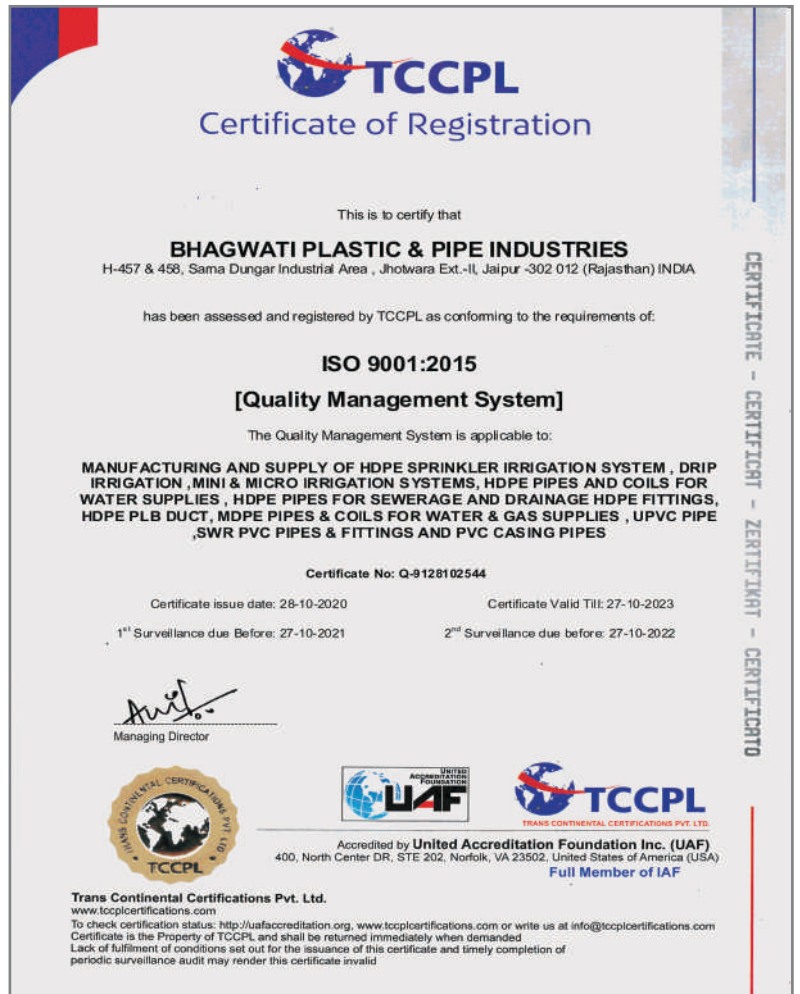 TCCPL
Certificate of Registration
This is to certify that
BHAGWATI PLASTIC & PIPE INDUSTRIES
H-457 & 458, Sarna Dungar Industrial Area , Jhotwara Ext.-II, Jaipur -302 012 (Rajasthan) INDIA
has been assessed and registered by TCCPL as conforming to the requirements of:
ISO 9001:2015
[Quality Management System]
The Quality Management System is applicable to:
MANUFACTURING AND SUPPLY OF HDPE SPRINKLER IRRIGATION SYSTEM , DRIP
IRRIGATION ,MINI & MICRO IRRIGATION SYSTEMS, HDPE PIPES AND COILS FOR
WATER SUPPLIES , HDPE PIPES FOR SEWERAGE AND DRAINAGE HDPE FITTINGS,
HDPE PLB DUCT, MDPE PIPES & COILS FOR WATER & GAS SUPPLIES , UPVC PIPE
,SWR PVC PIPES & FITTINGS AND PVC CASING PIPES
Certificate No: Q-9128102544
Certificate issue date: 28-10-2020
Certificate Valid Till: 27-10-2023
1st Surveillance due Before: 27-10-2021
2nd Surveillance due before: 27-10-2022
CERTIFICATE - CERTIFICAT - ZERTIFIKAT - CERTIFICATO
Managing Director
TRANS CONTINENTAL CERTIFICATIONS PVT. LTD
TCCPL
UNITED
ACCREDITATION
FOUNDATION
UAF
TCCPL
TRANS CONTINENTAL CERTIFICATIONS PVT. LTD.
Accredited by United Accreditation Foundation Inc. (UAF)
400, North Center DR, STE 202, Norfolk, VA 23502, United States of America (USA)
Full Member of IAF
Trans Continental Certifications Pvt. Ltd.
www.tccplcertifications.com
To check certification status: http://uafaccreditation.org, www.tccplcertifications.com or write us at info@tccplcertifications.com
Certificate is the Property of TCCPL and shall be returned immediately when demanded
Lack of fulfilment of conditions set out for the issuance of this certificate and timely completion of
periodic surveillance audit may render this certificate invalid